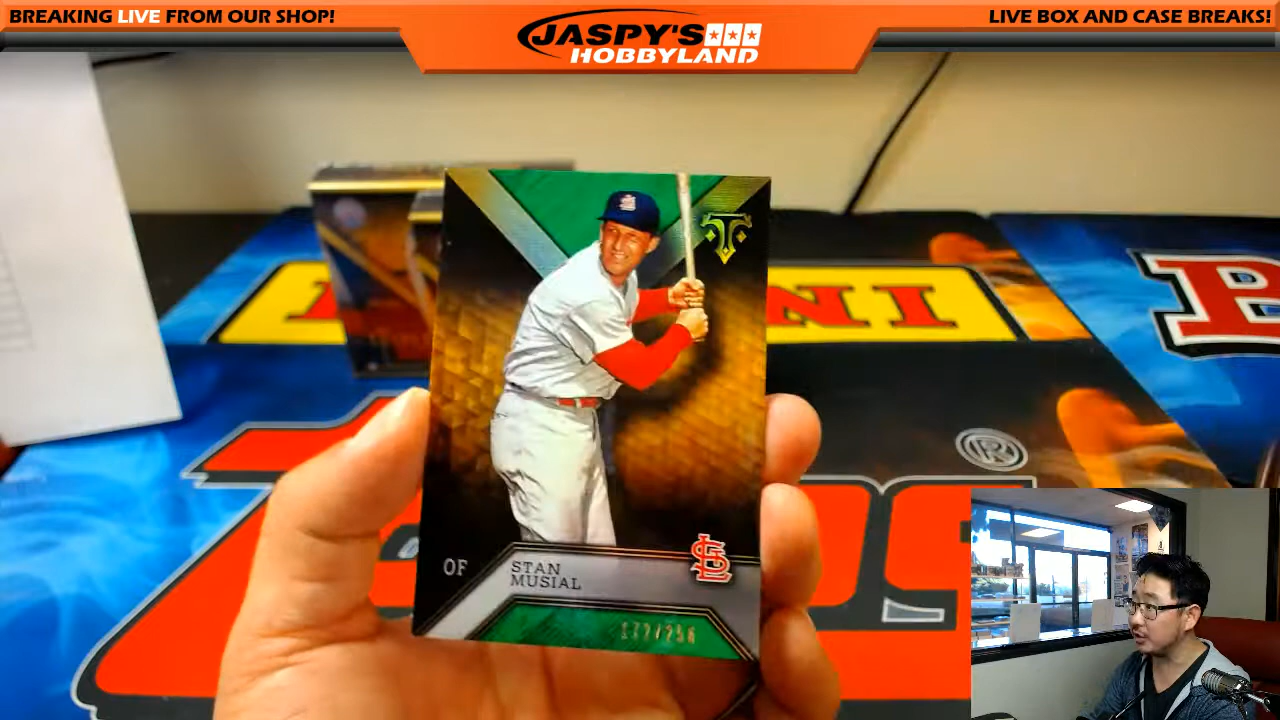 BREAKING LIVE FROM OUR SHOP!
JASPY'S
HOBBYLAND
LIVE BOX AND CASE BREAKS!
OF
STAN
MUSIAL
®